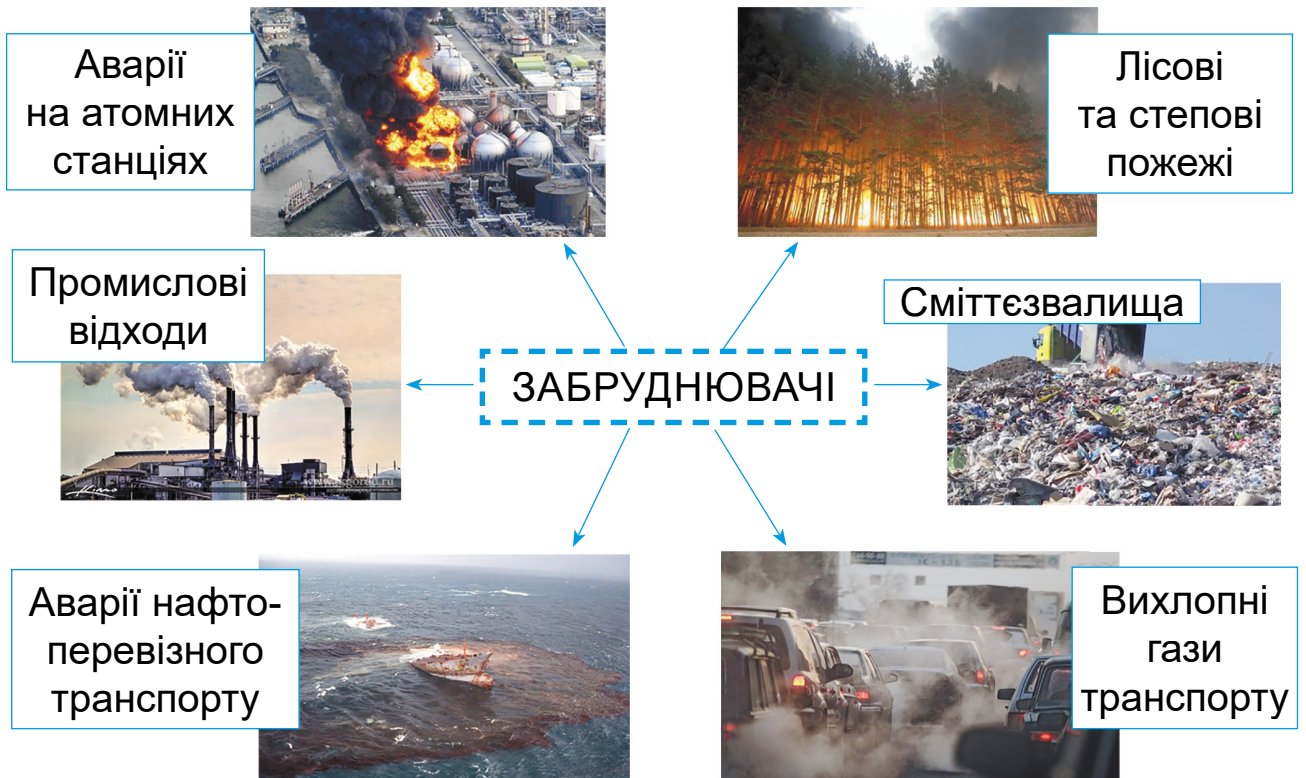 Аварії
на атомних
станціях
Лісові
та степові
пожежі
Промислові
відходи
Сміттєзвалища
ЗАБРУДНЮВАЧІ
Аварії нафто-
перевізного
транспорту
Вихлопні
гази
транспорту